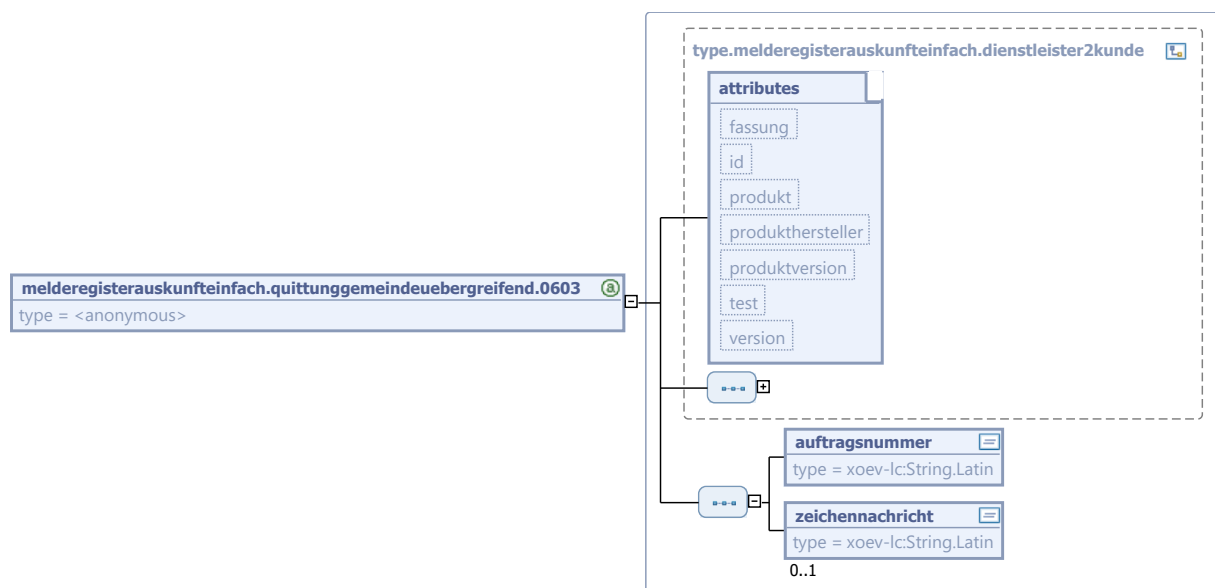 type.melderegisterauskunfteinfach.dienstleister2kunde
attributes
fassung
id
produkt
produkthersteller
produktversion
test
version
melderegisterauskunfteinfach.quittunggemeindeuebergreifend.0603
a
type = <anonymous>
auftragsnummer
type = xoev-lc:String.Latin
zeichennachricht
type = xoev-lc:String.Latin
0..1